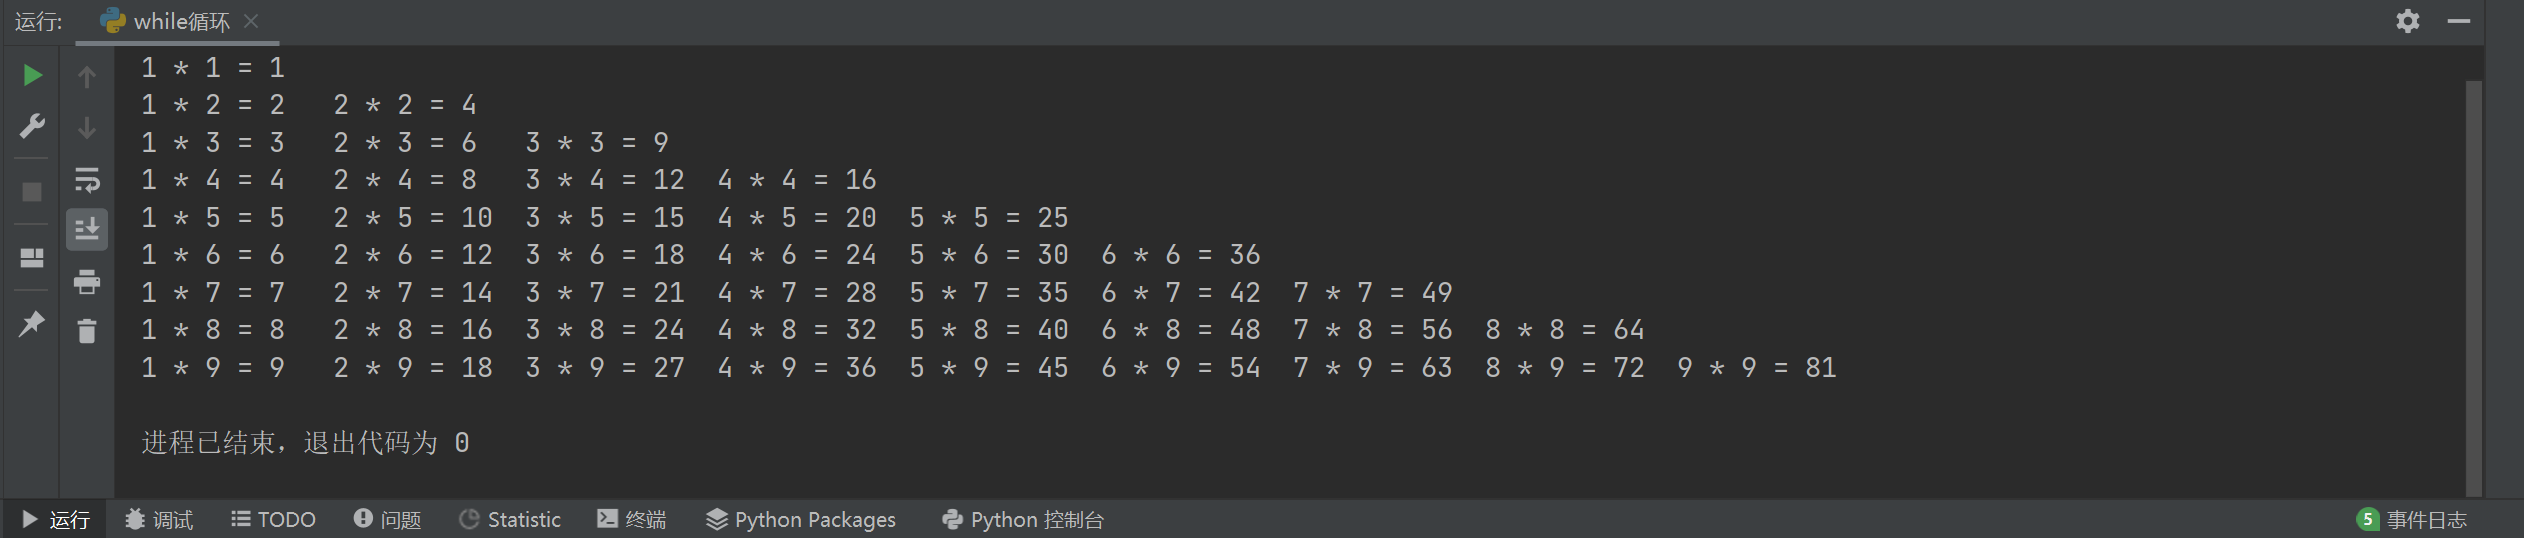 运行: while循环
1 * 1 = 1
1 * 2 = 2   2 * 2 = 4
1 * 3 = 3   2 * 3 = 6   3 * 3 = 9
1 * 4 = 4   2 * 4 = 8   3 * 4 = 12  4 * 4 = 16
1 * 5 = 5   2 * 5 = 10  3 * 5 = 15  4 * 5 = 20  5 * 5 = 25
1 * 6 = 6   2 * 6 = 12  3 * 6 = 18  4 * 6 = 24  5 * 6 = 30  6 * 6 = 36
1 * 7 = 7   2 * 7 = 14  3 * 7 = 21  4 * 7 = 28  5 * 7 = 35  6 * 7 = 42  7 * 7 = 49
1 * 8 = 8   2 * 8 = 16  3 * 8 = 24  4 * 8 = 32  5 * 8 = 40  6 * 8 = 48  7 * 8 = 56  8 * 8 = 64
1 * 9 = 9   2 * 9 = 18  3 * 9 = 27  4 * 9 = 36  5 * 9 = 45  6 * 9 = 54  7 * 9 = 63  8 * 9 = 72  9 * 9 = 81
进程已结束，退出代码为 0
运行 调试 TODO 问题 Statistic 终端 Python Packages Python 控制台 5 事件日志